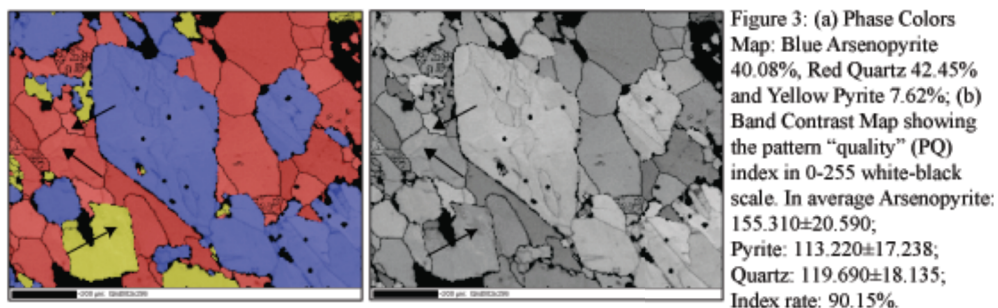 Figure 3: (a) Phase Colors
Map: Blue Arsenopyrite
40.08%, Red Quartz 42.45%
and Yellow Pyrite 7.62%; (b)
Band Contrast Map showing
the pattern “quality” (PQ)
index in 0-255 white-black
scale. In average Arsenopyrite:
155.310±20.590;
Pyrite: 113.220±17.238;
Quartz: 119.690±18.135;
Index rate: 90.15%.